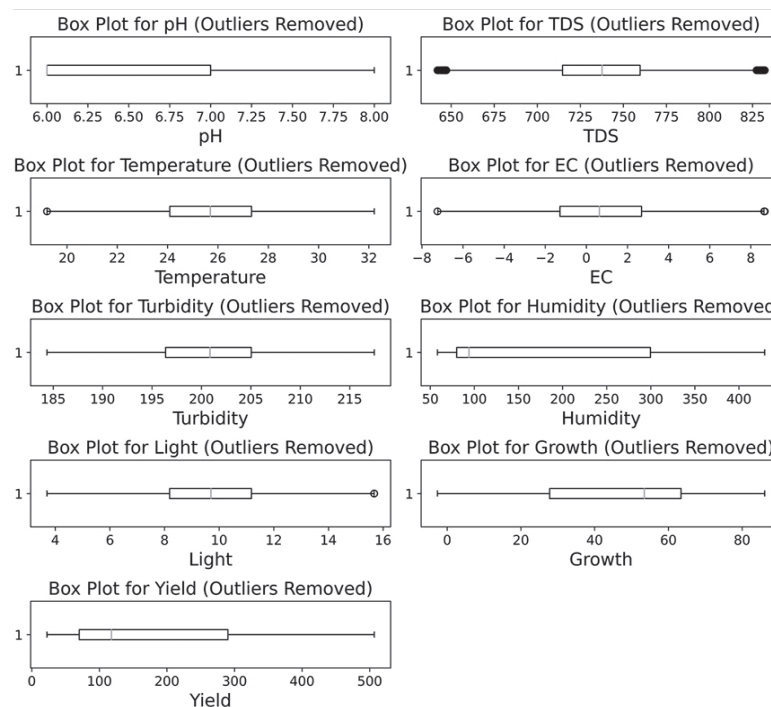 Box Plot for pH (Outliers Removed)
1
6.00 6.25 6.50 6.75 7.00 7.25 7.50 7.75 8.00
pH
Box Plot for TDS (Outliers Removed)
1
650 675 700 725 750 775 800 825
TDS
Box Plot for Temperature (Outliers Removed)
1
20 22 24 26 28 30 32
Temperature
Box Plot for EC (Outliers Removed)
1
−8 −6 −4 −2 0 2 4 6 8
EC
Box Plot for Turbidity (Outliers Removed)
1
185 190 195 200 205 210 215
Turbidity
Box Plot for Humidity (Outliers Removed
1
50 100 150 200 250 300 350 400
Humidity
Box Plot for Light (Outliers Removed)
1
4 6 8 10 12 14 16
Light
Box Plot for Growth (Outliers Removed)
1
0 20 40 60 80
Growth
Box Plot for Yield (Outliers Removed)
1
0 100 200 300 400 500
Yield